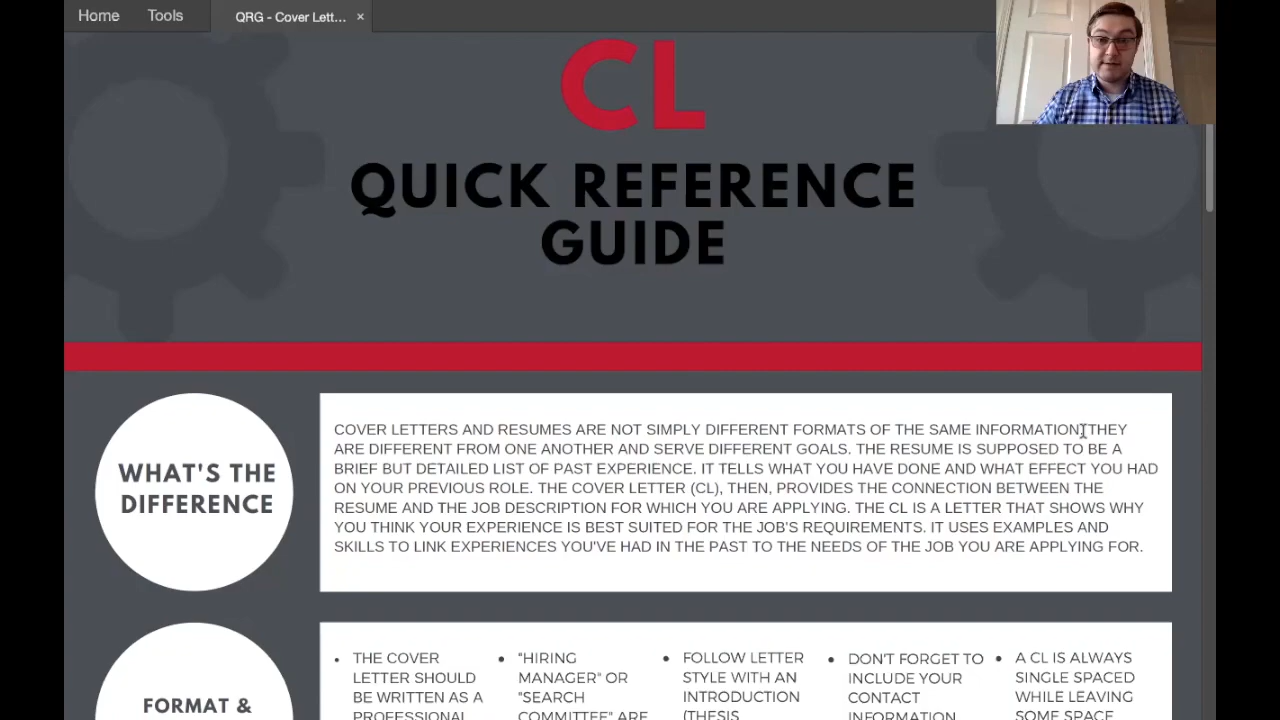 Home Tools QRG - Cover Lett... ×
CL
QUICK REFERENCE
GUIDE
WHAT'S THE
DIFFERENCE
COVER LETTERS AND RESUMES ARE NOT SIMPLY DIFFERENT FORMATS OF THE SAME INFORMATION, THEY
ARE DIFFERENT FROM ONE ANOTHER AND SERVE DIFFERENT GOALS. THE RESUME IS SUPPOSED TO BE A
BRIEF BUT DETAILED LIST OF PAST EXPERIENCE. IT TELLS WHAT YOU HAVE DONE AND WHAT EFFECT YOU HAD
ON YOUR PREVIOUS ROLE. THE COVER LETTER (CL), THEN, PROVIDES THE CONNECTION BETWEEN THE
RESUME AND THE JOB DESCRIPTION FOR WHICH YOU ARE APPLYING. THE CL IS A LETTER THAT SHOWS WHY
YOU THINK YOUR EXPERIENCE IS BEST SUITED FOR THE JOB'S REQUIREMENTS. IT USES EXAMPLES AND
SKILLS TO LINK EXPERIENCES YOU'VE HAD IN THE PAST TO THE NEEDS OF THE JOB YOU ARE APPLYING FOR.
FORMAT &
• THE COVER
LETTER SHOULD
BE WRITTEN AS A
PROFESSIONAL
• "HIRING
MANAGER" OR
"SEARCH
COMMITTEE" ARE
• FOLLOW LETTER
STYLE WITH AN
INTRODUCTION
(THESIS
• DON'T FORGET TO
INCLUDE YOUR
CONTACT
INFORMATION
• A CL IS ALWAYS
SINGLE SPACED
WHILE LEAVING
SOME SPACE